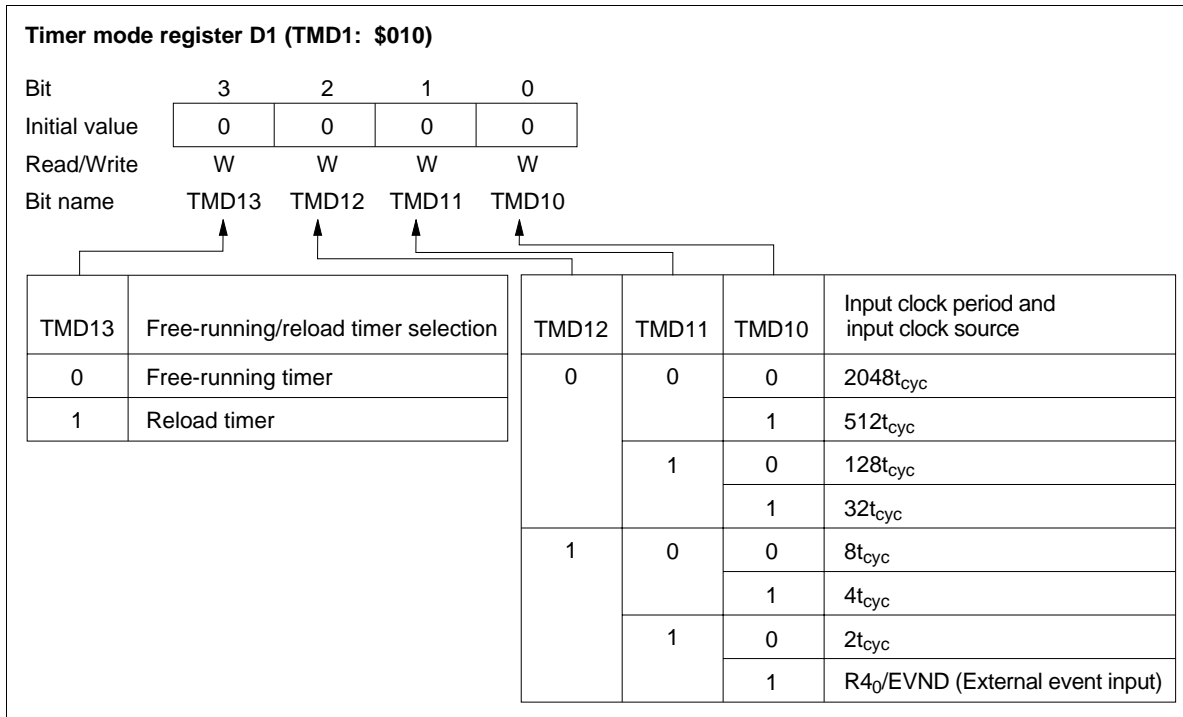 Timer mode register D1 (TMD1: $010)
Bit 3 2 1 0
Initial value 0 0 0 0
Read/Write W W W W
Bit name TMD13 TMD12 TMD11 TMD10
TMD13 Free-running/reload timer selection
0 Free-running timer
1 Reload timer
TMD12 TMD11 TMD10 Input clock period and
input clock source
0 0 0 2048tcyc
1 512tcyc
1 0 128tcyc
1 32tcyc
1 0 0 8tcyc
1 4tcyc
1 0 2tcyc
1 R40/EVND (External event input)